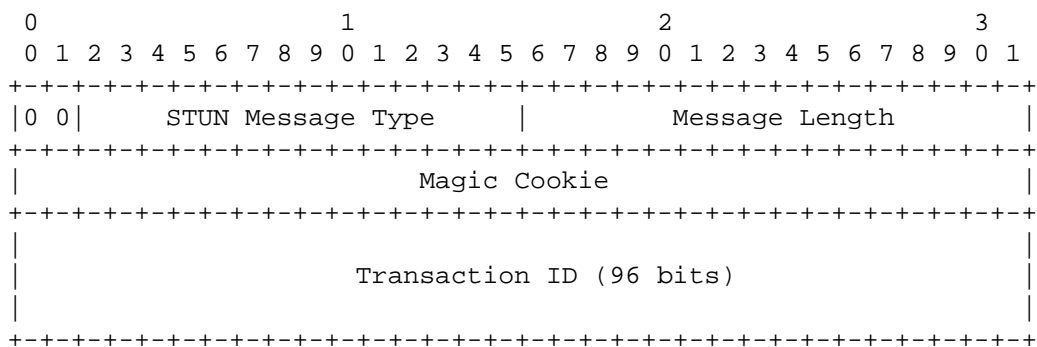 0                   1                   2                   3
 0 1 2 3 4 5 6 7 8 9 0 1 2 3 4 5 6 7 8 9 0 1 2 3 4 5 6 7 8 9 0 1
+-+-+-+-+-+-+-+-+-+-+-+-+-+-+-+-+-+-+-+-+-+-+-+-+-+-+-+-+-+-+-+-+
|0 0|     STUN Message Type     |         Message Length        |
+-+-+-+-+-+-+-+-+-+-+-+-+-+-+-+-+-+-+-+-+-+-+-+-+-+-+-+-+-+-+-+-+
|                         Magic Cookie                          |
+-+-+-+-+-+-+-+-+-+-+-+-+-+-+-+-+-+-+-+-+-+-+-+-+-+-+-+-+-+-+-+-+
|                                                               |
|                     Transaction ID (96 bits)                  |
|                                                               |
+-+-+-+-+-+-+-+-+-+-+-+-+-+-+-+-+-+-+-+-+-+-+-+-+-+-+-+-+-+-+-+-+